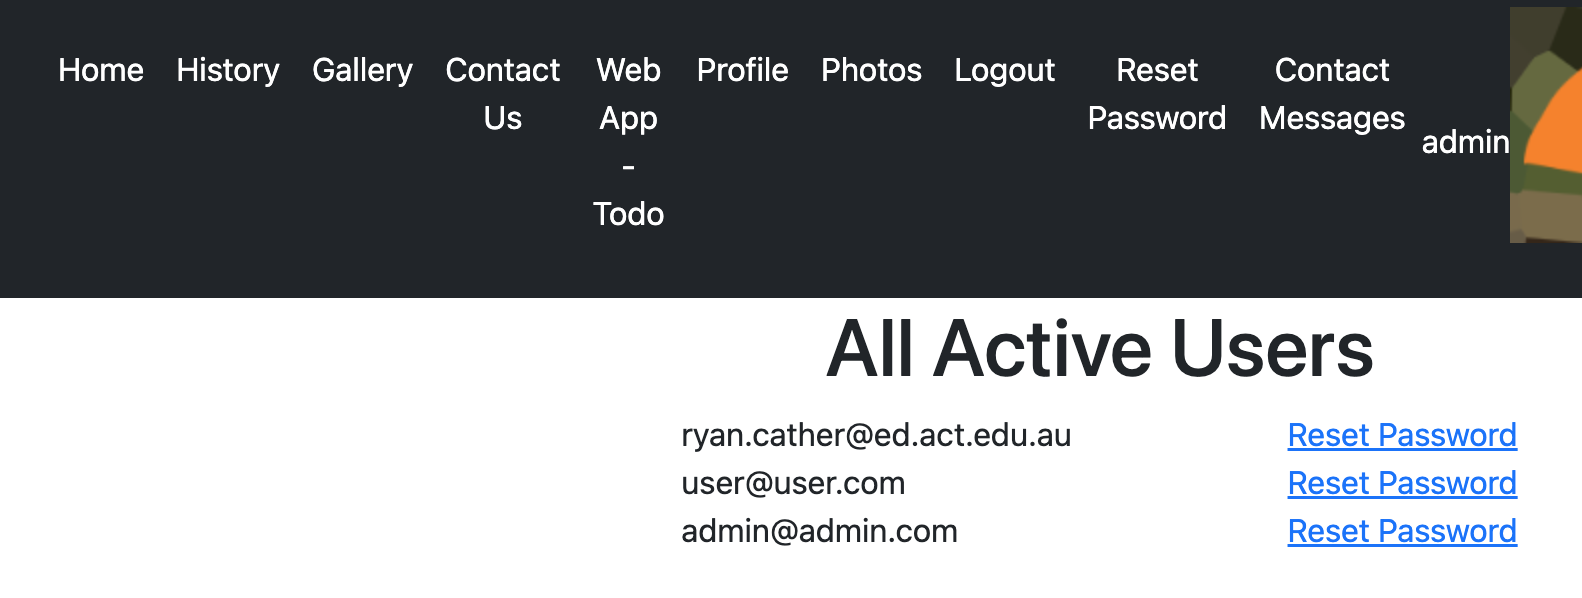 Home History Gallery Contact Us Web App - Todo Profile Photos Logout Reset Password Contact Messages admin
All Active Users
ryan.cather@ed.act.edu.au Reset Password
user@user.com Reset Password
admin@admin.com Reset Password